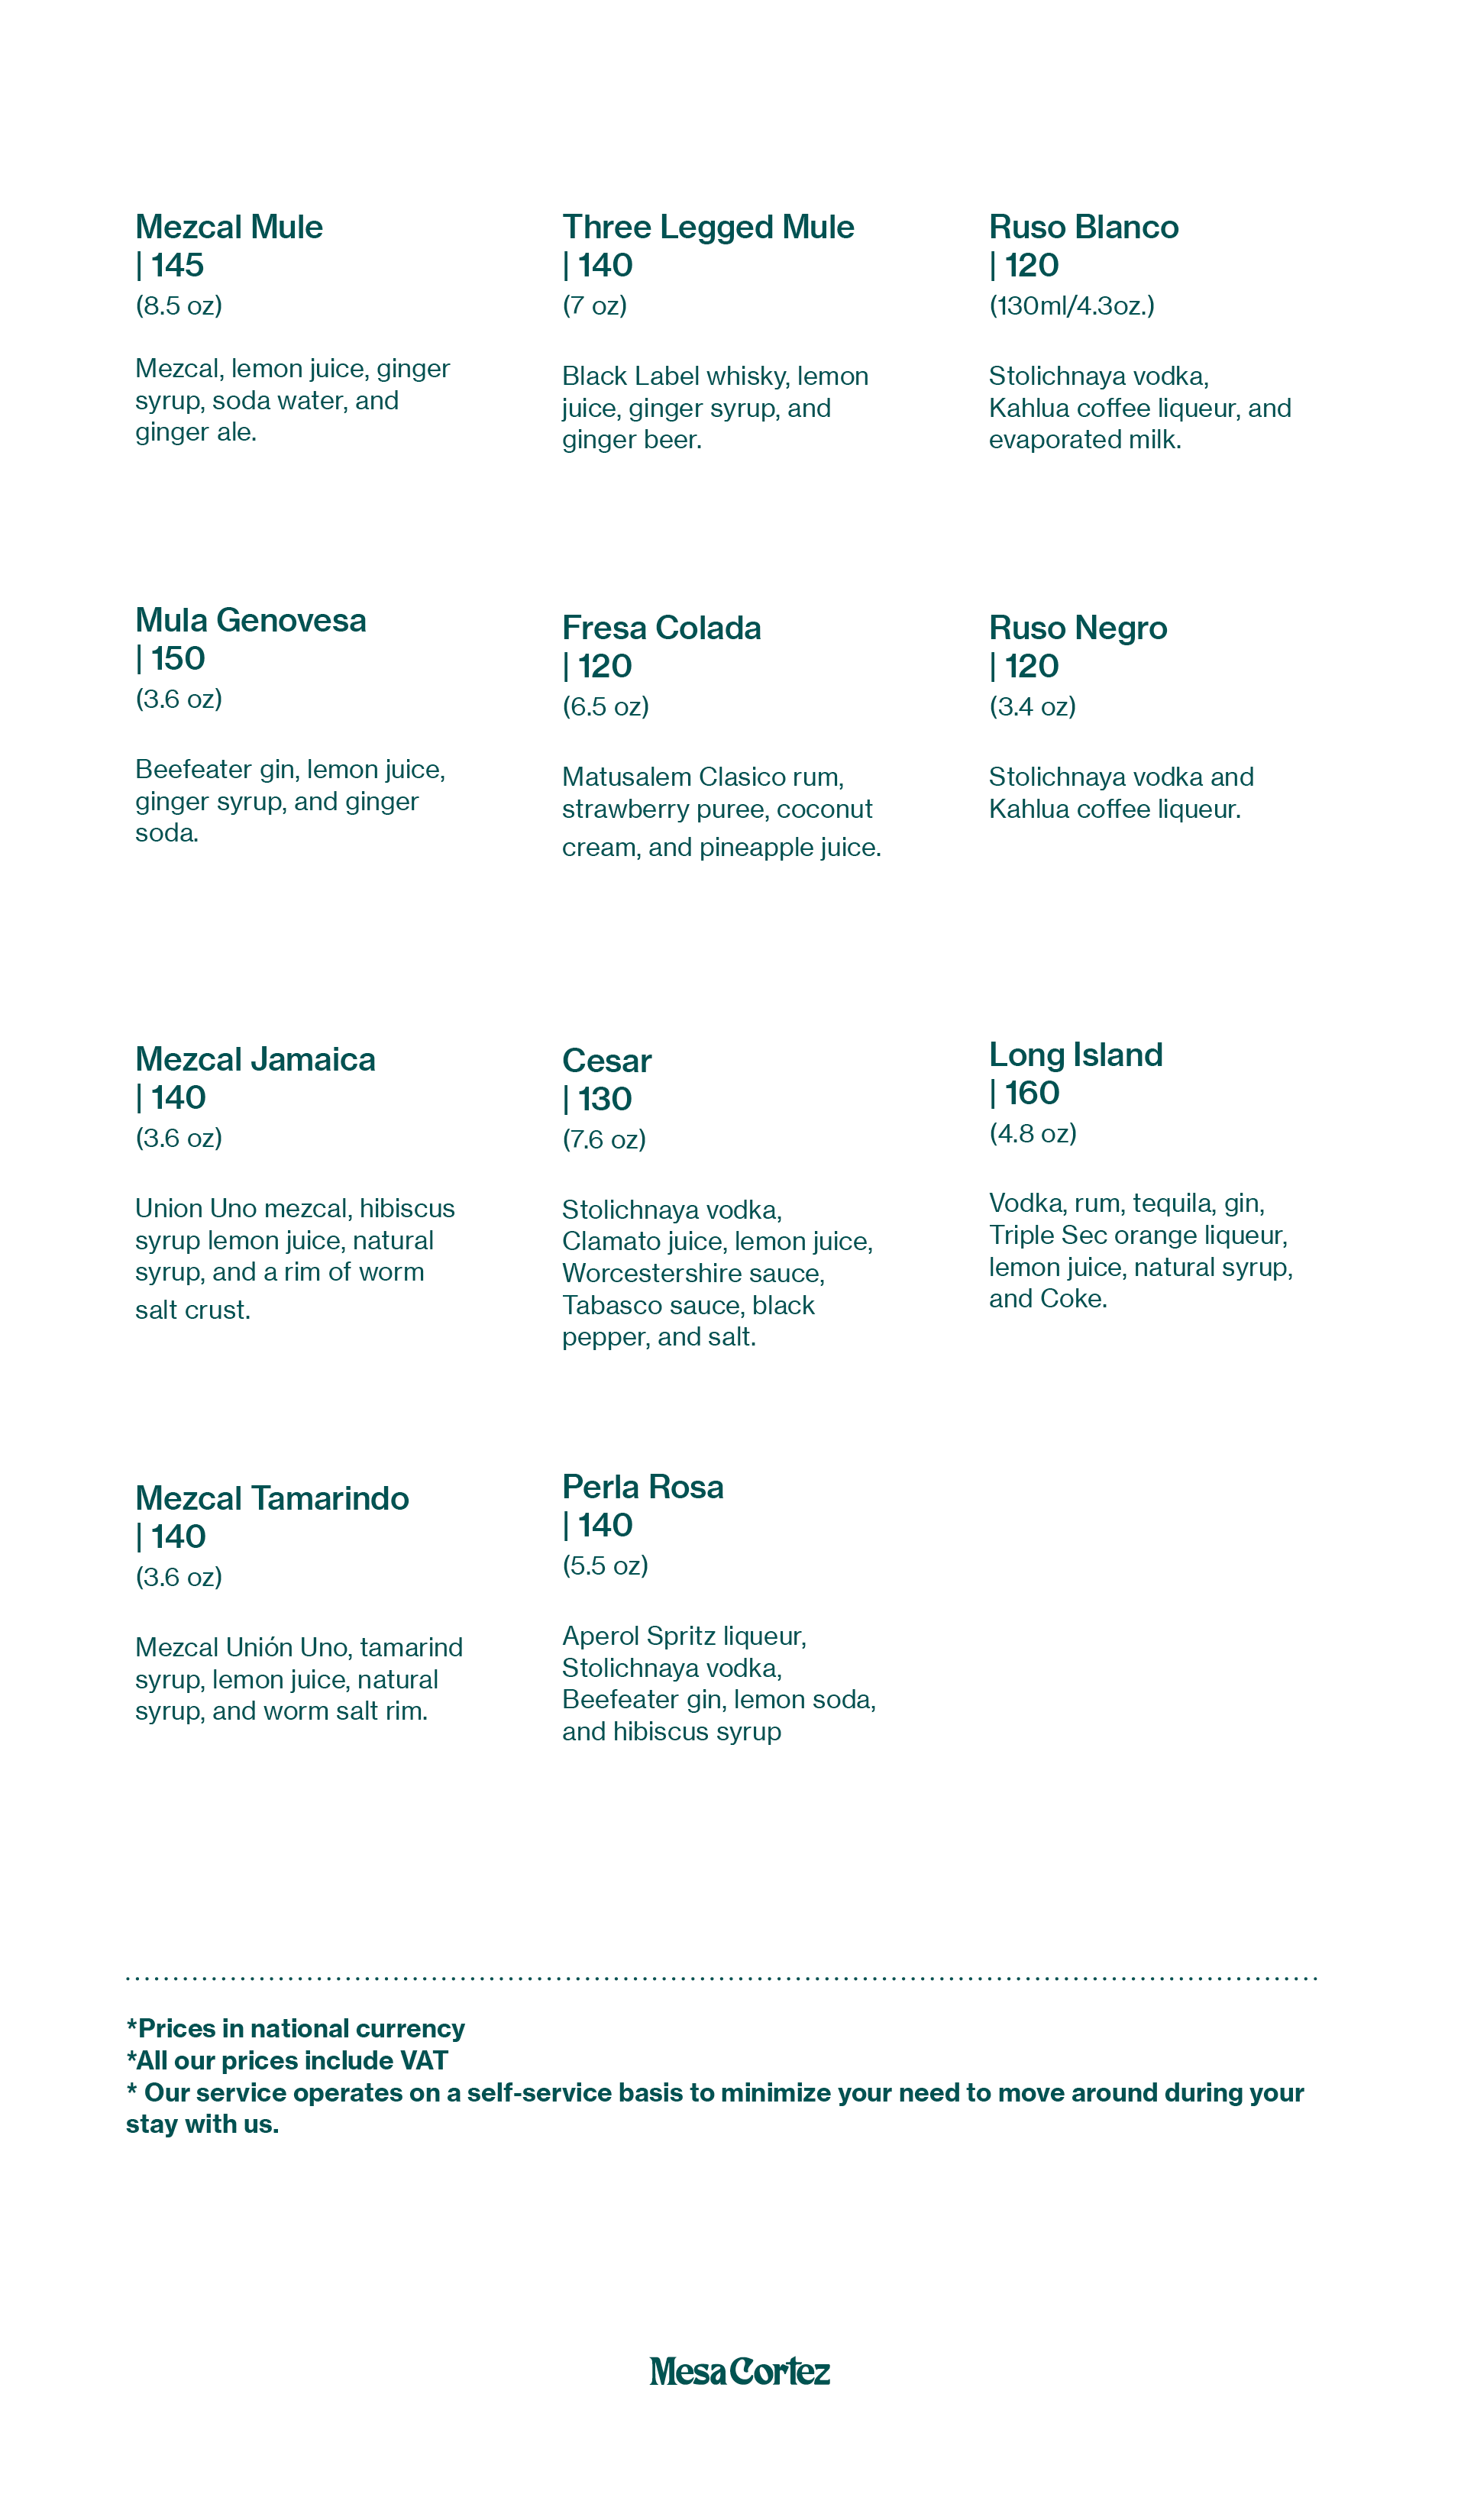 Mezcal Mule
| 145
(8.5 oz)
Mezcal, lemon juice, ginger
syrup, soda water, and
ginger ale.
Three Legged Mule
| 140
(7 oz)
Black Label whisky, lemon
juice, ginger syrup, and
ginger beer.
Ruso Blanco
| 120
(130ml/4.3oz.)
Stolichnaya vodka,
Kahlua coffee liqueur, and
evaporated milk.
Mula Genovesa
| 150
(3.6 oz)
Beefeater gin, lemon juice,
ginger syrup, and ginger
soda.
Fresa Colada
| 120
(6.5 oz)
Matusalem Clasico rum,
strawberry puree, coconut
cream, and pineapple juice.
Ruso Negro
| 120
(3.4 oz)
Stolichnaya vodka and
Kahlua coffee liqueur.
Mezcal Jamaica
| 140
(3.6 oz)
Union Uno mezcal, hibiscus
syrup lemon juice, natural
syrup, and a rim of worm
salt crust.
Cesar
| 130
(7.6 oz)
Stolichnaya vodka,
Clamato juice, lemon juice,
Worcestershire sauce,
Tabasco sauce, black
pepper, and salt.
Long Island
| 160
(4.8 oz)
Vodka, rum, tequila, gin,
Triple Sec orange liqueur,
lemon juice, natural syrup,
and Coke.
Mezcal Tamarindo
| 140
(3.6 oz)
Mezcal Unión Uno, tamarind
syrup, lemon juice, natural
syrup, and worm salt rim.
Perla Rosa
| 140
(5.5 oz)
Aperol Spritz liqueur,
Stolichnaya vodka,
Beefeater gin, lemon soda,
and hibiscus syrup
*Prices in national currency
*All our prices include VAT
* Our service operates on a self-service basis to minimize your need to move around during your
stay with us.
Mesa Cortez